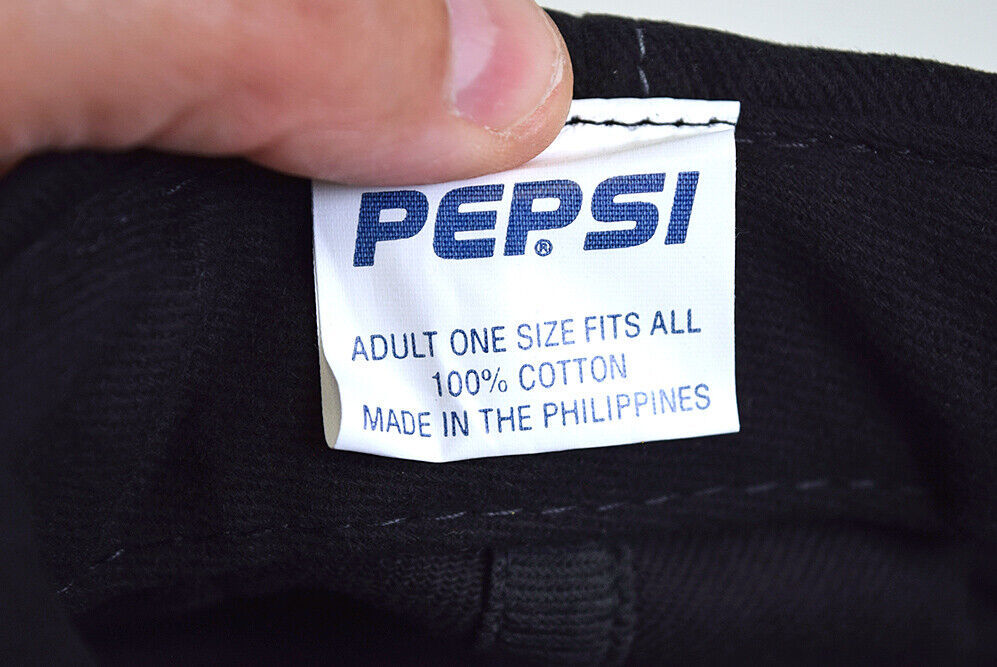 PEPSI®
ADULT ONE SIZE FITS ALL
100% COTTON
MADE IN THE PHILIPPINES